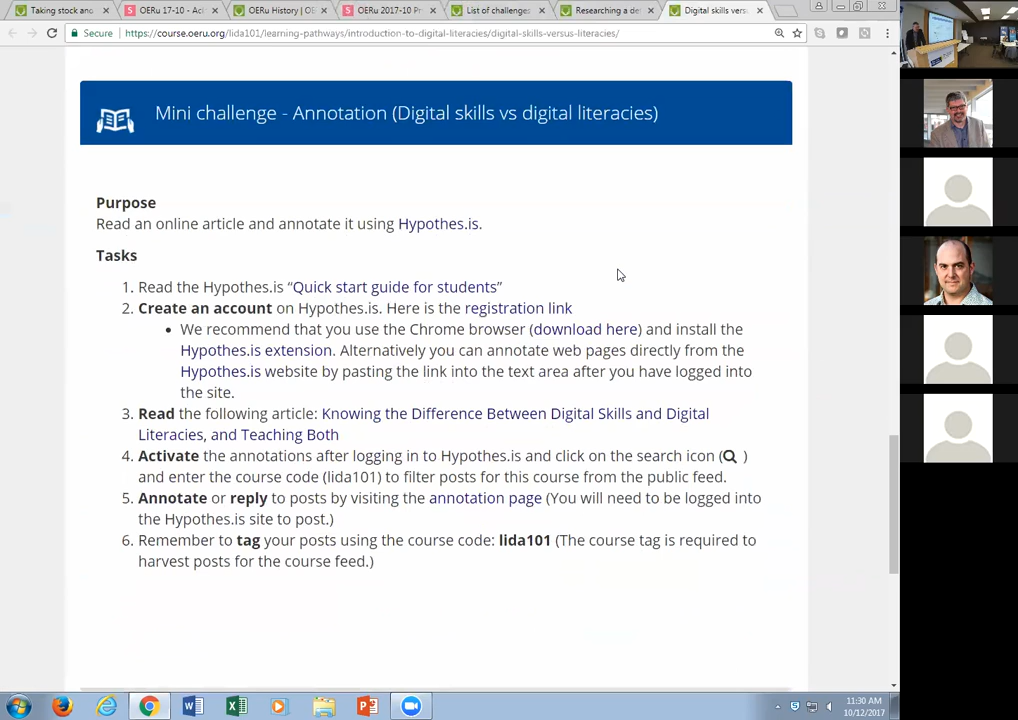 Taking stock and
OERu 17-10 - Ac
OERu History | O
OERu 2017-10 Pr
List of challenge
Researching a de
Digital skills vers
Secure
https://course.oeru.org/lida101/learning-pathways/introduction-to-digital-literacies/digital-skills-versus-literacies/
Mini challenge - Annotation (Digital skills vs digital literacies)
Purpose
Read an online article and annotate it using Hypothes.is.
Tasks
1. Read the Hypothes.is “Quick start guide for students”
2. Create an account on Hypothes.is. Here is the registration link
• We recommend that you use the Chrome browser (download here) and install the
Hypothes.is extension. Alternatively you can annotate web pages directly from the
Hypothes.is website by pasting the link into the text area after you have logged into
the site.
3. Read the following article: Knowing the Difference Between Digital Skills and Digital
Literacies, and Teaching Both
4. Activate the annotations after logging in to Hypothes.is and click on the search icon ( )
and enter the course code (lida101) to filter posts for this course from the public feed.
5. Annotate or reply to posts by visiting the annotation page (You will need to be logged into
the Hypothes.is site to post.)
6. Remember to tag your posts using the course code: lida101 (The course tag is required to
harvest posts for the course feed.)
11:30 AM
10/12/2017